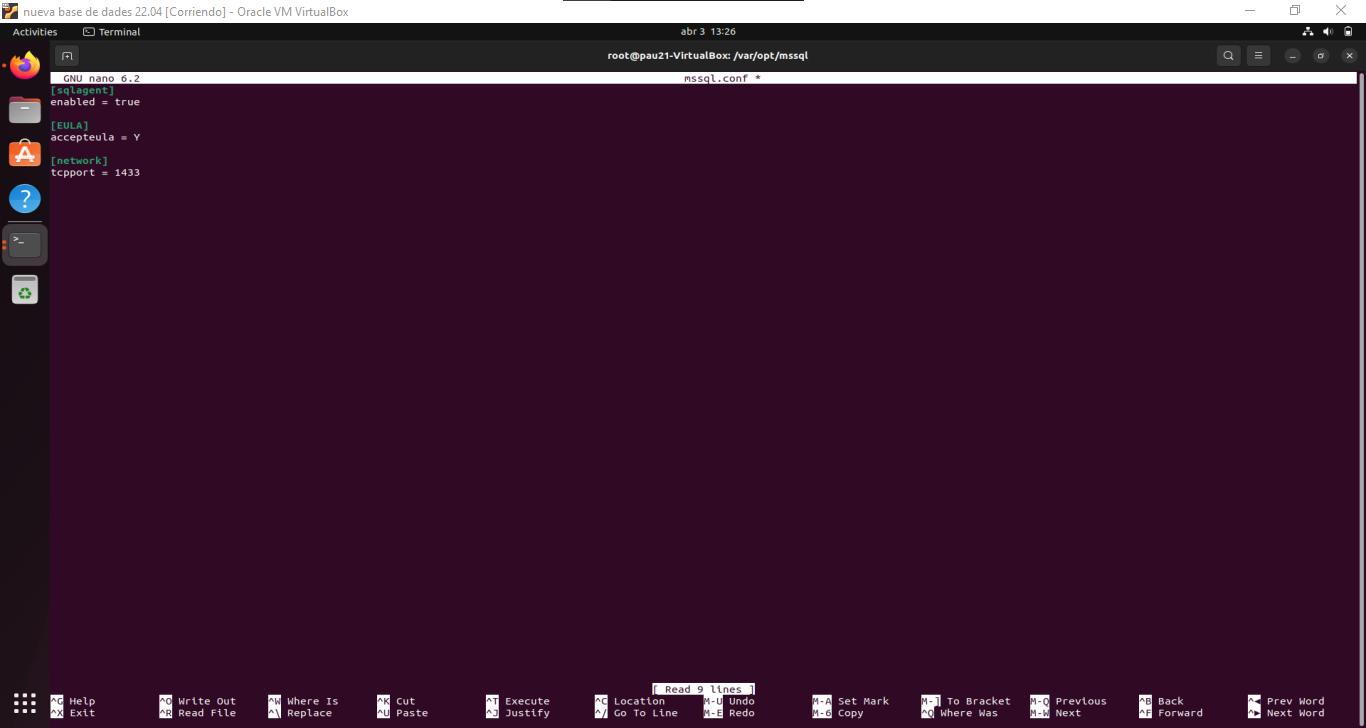 nueva base de dades 22.04 [Corriendo] - Oracle VM VirtualBox
Activities Terminal abr 3 13:26
root@pau21-VirtualBox: /var/opt/mssql
GNU nano 6.2 mssql.conf *
[sqlagent]
enabled = true
[EULA]
accepteula = Y
[network]
tcpport = 1433
[ Read 9 lines ]
^G Help ^O Write Out ^W Where Is ^K Cut ^T Execute ^C Location M-U Undo M-A Set Mark M-] To Bracket M-Q Previous ^B Back ^◄ Prev Word
^X Exit ^R Read File ^\ Replace ^U Paste ^J Justify ^/ Go To Line M-E Redo M-6 Copy ^Q Where Was M-W Next ^F Forward ^► Next Word